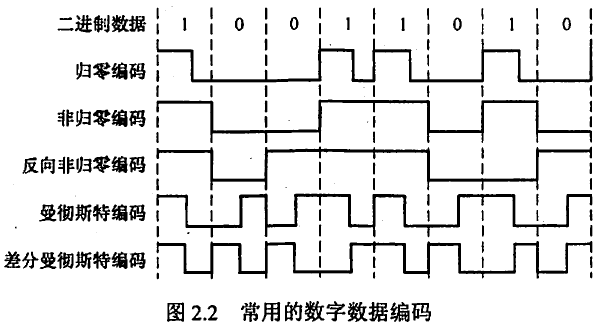 二进制数据 1 0 0 1 1 0 1 0
归零编码
非归零编码
反向非归零编码
曼彻斯特编码
差分曼彻斯特编码
图 2.2 常用的数字数据编码